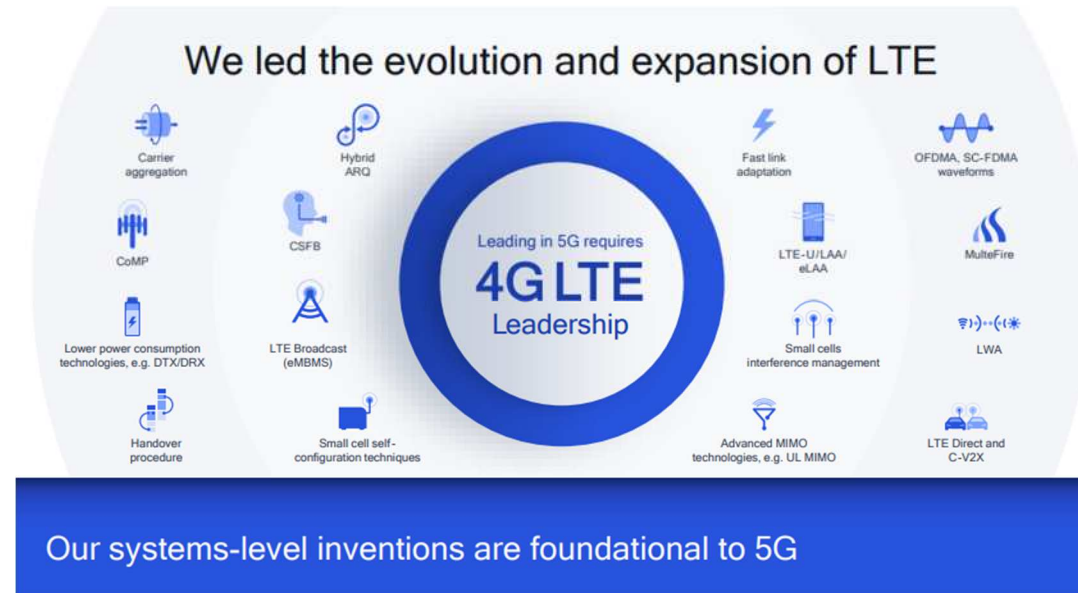 We led the evolution and expansion of LTE
Carrier
aggregation
Hybrid
ARQ
Fast link
adaptation
OFDMA, SC-FDMA
waveforms
CoMP
CSFB
LTE-U/LAA/
eLAA
MulteFire
Leading in 5G requires
4G LTE
Leadership
Lower power consumption
technologies, e.g. DTX/DRX
LTE Broadcast
(eMBMS)
Small cells
interference management
LWA
Handover
procedure
Small cell self-
configuration techniques
Advanced MIMO
technologies, e.g. UL MIMO
LTE Direct and
C-V2X
Our systems-level inventions are foundational to 5G